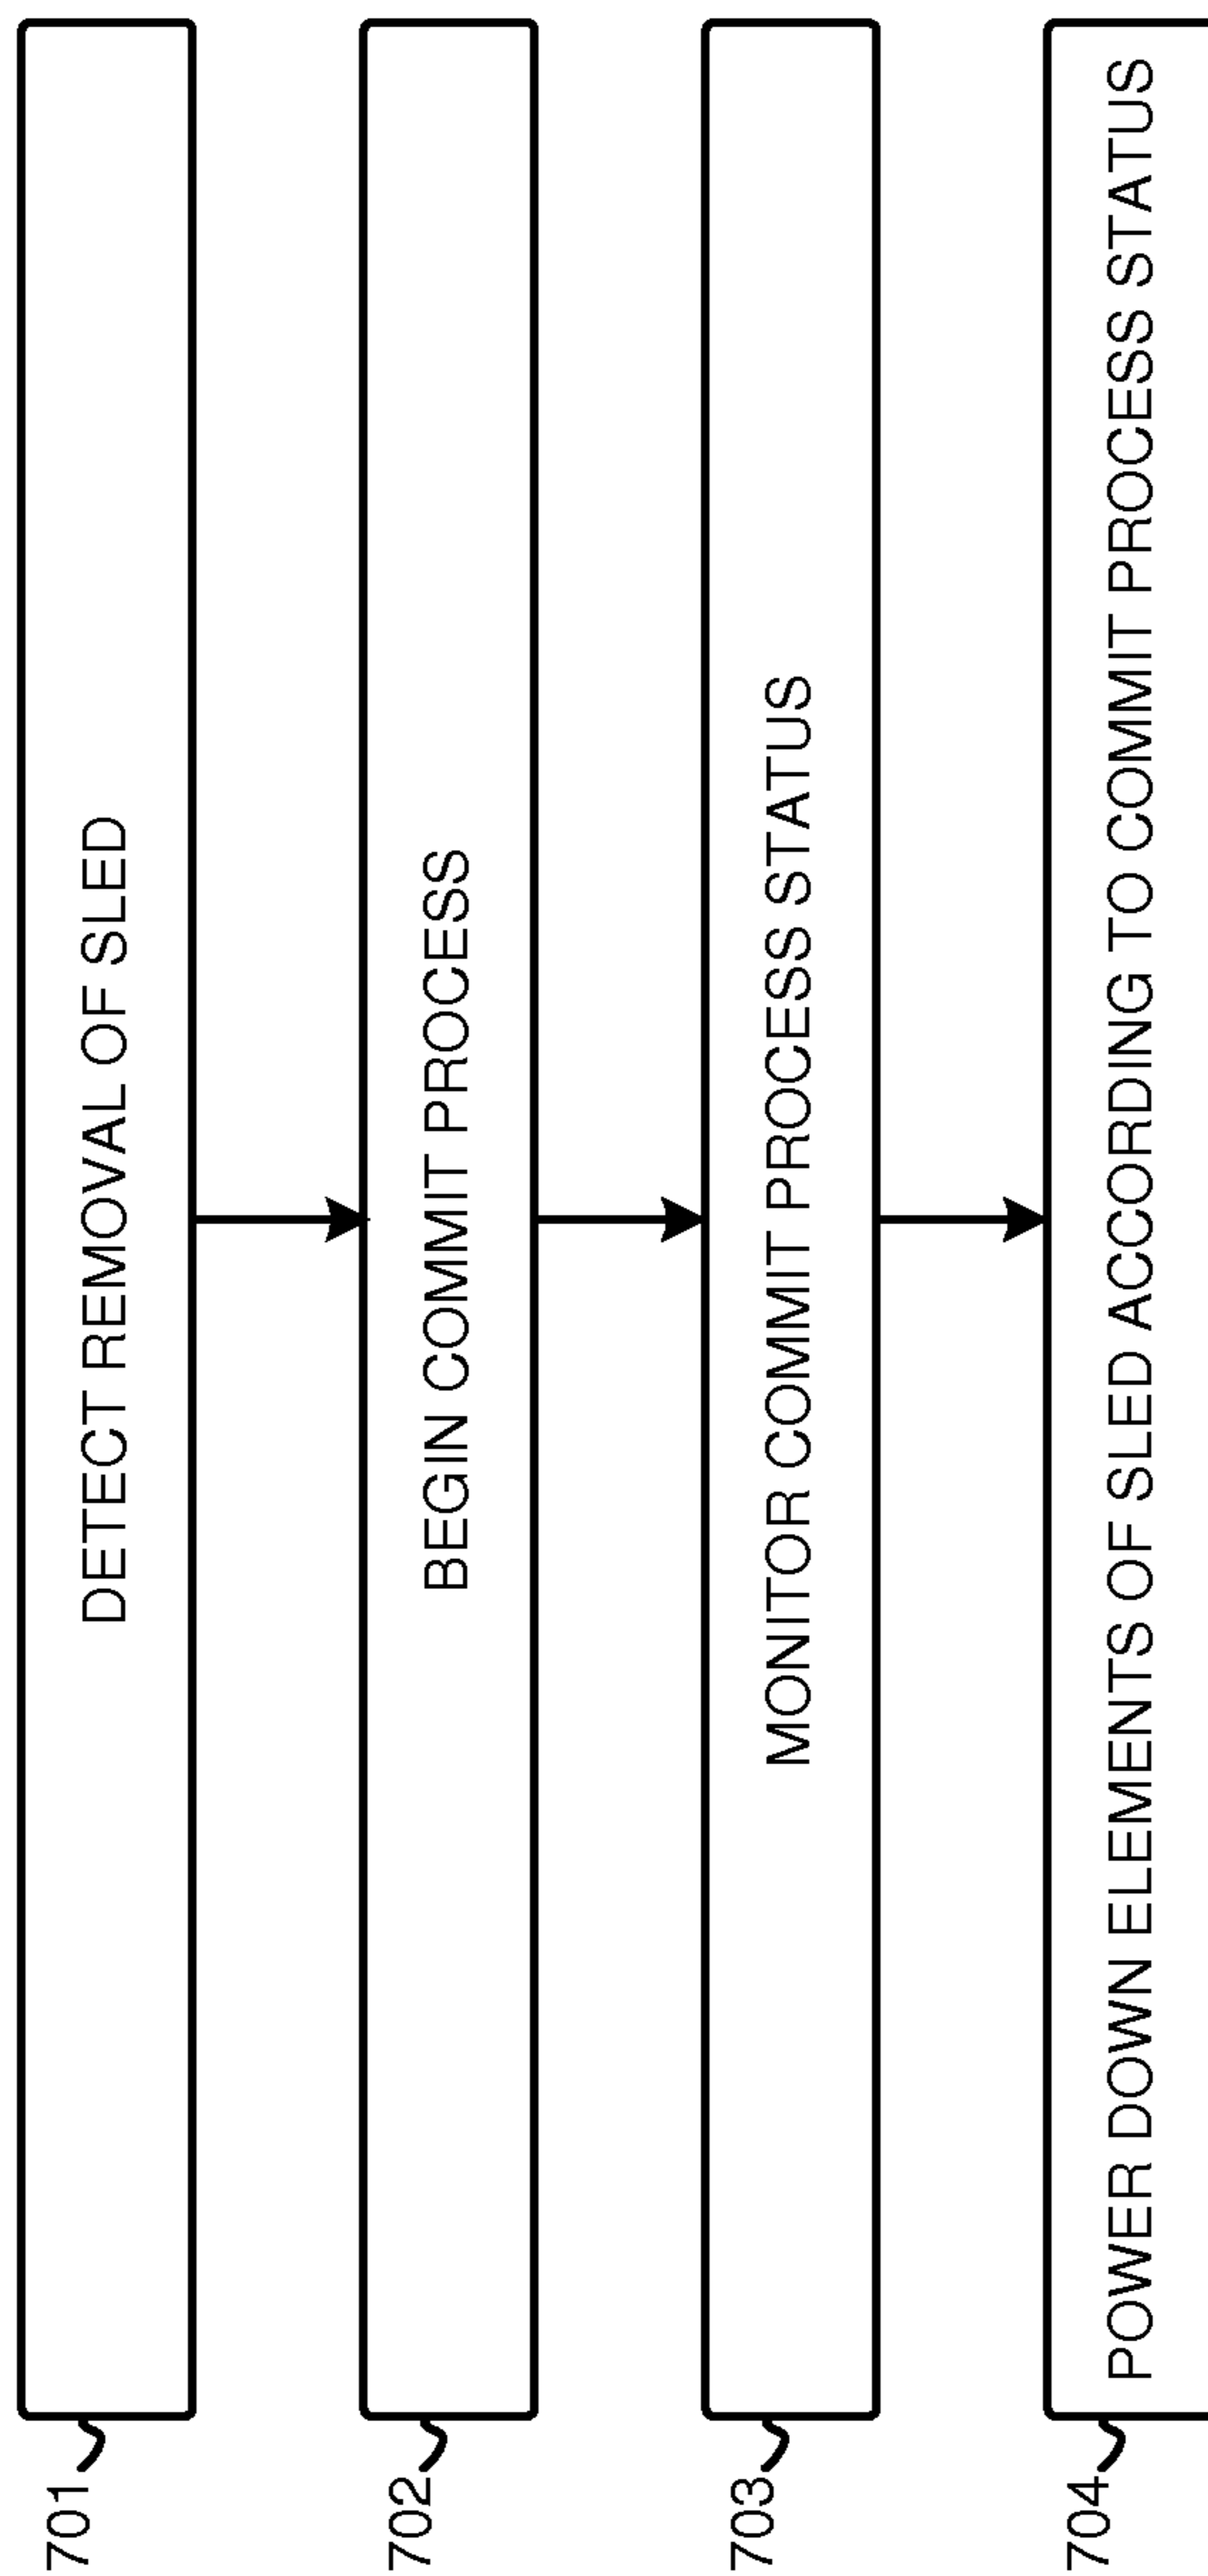 701
DETECT REMOVAL OF SLED
702
BEGIN COMMIT PROCESS
703
MONITOR COMMIT PROCESS STATUS
704
POWER DOWN ELEMENTS OF SLED ACCORDING TO COMMIT PROCESS STATUS